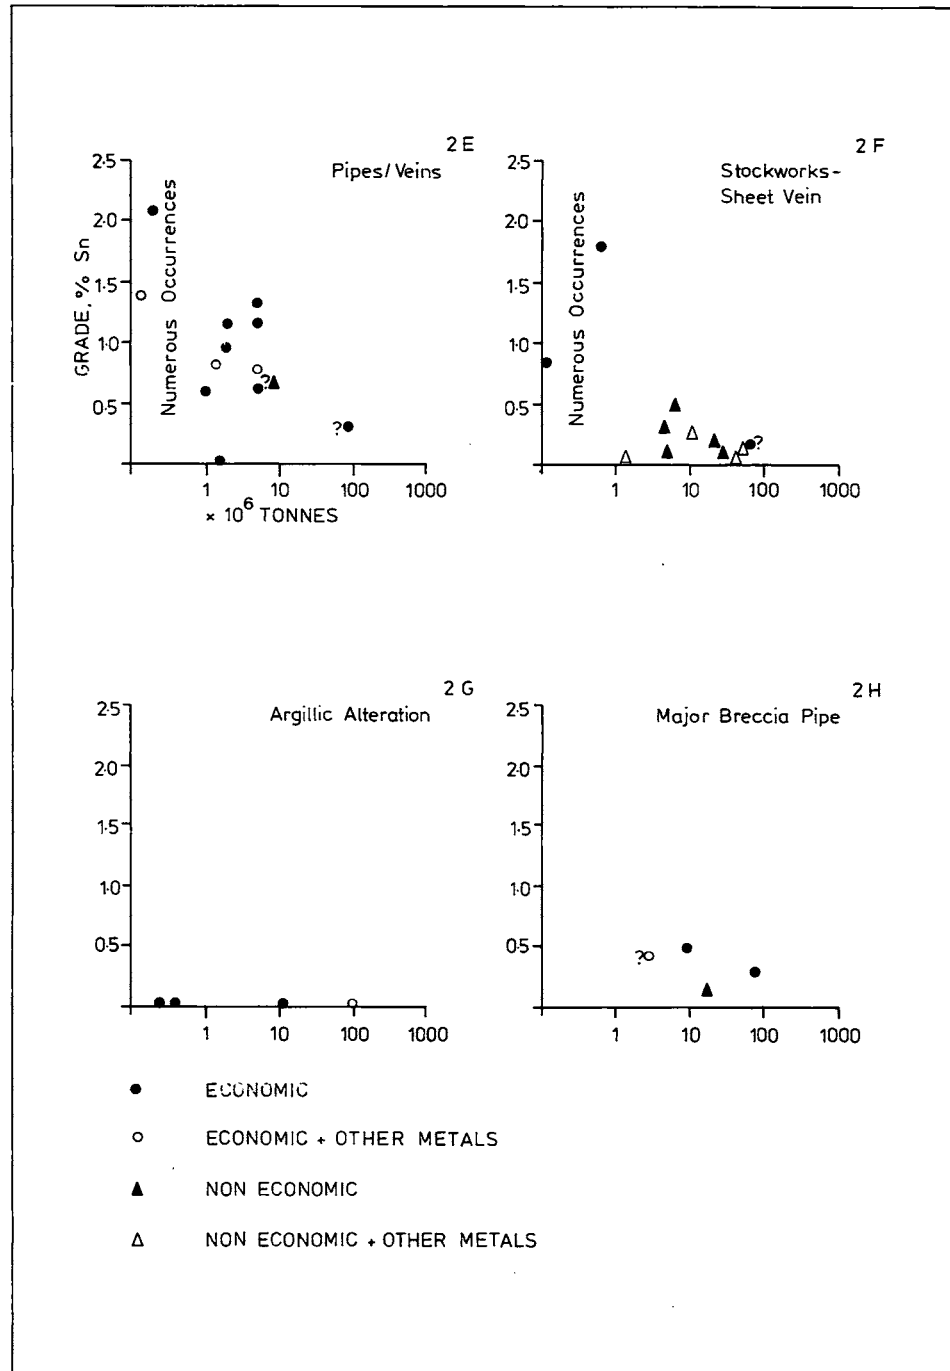 2E
Pipes/Veins
2.5
2.0
1.5
1.0
0.5
GRADE, % Sn
Numerous Occurrences
?
?
1 10 100 1000
× 10⁶ TONNES
2F
Stockworks-
Sheet Vein
2.5
2.0
1.5
1.0
0.5
Numerous Occurrences
?
1 10 100 1000
2G
Argillic Alteration
2.5
2.0
1.5
1.0
0.5
1 10 100 1000
2H
Major Breccia Pipe
2.5
2.0
1.5
1.0
0.5
?
1 10 100 1000
ECONOMIC
ECONOMIC + OTHER METALS
NON ECONOMIC
NON ECONOMIC + OTHER METALS